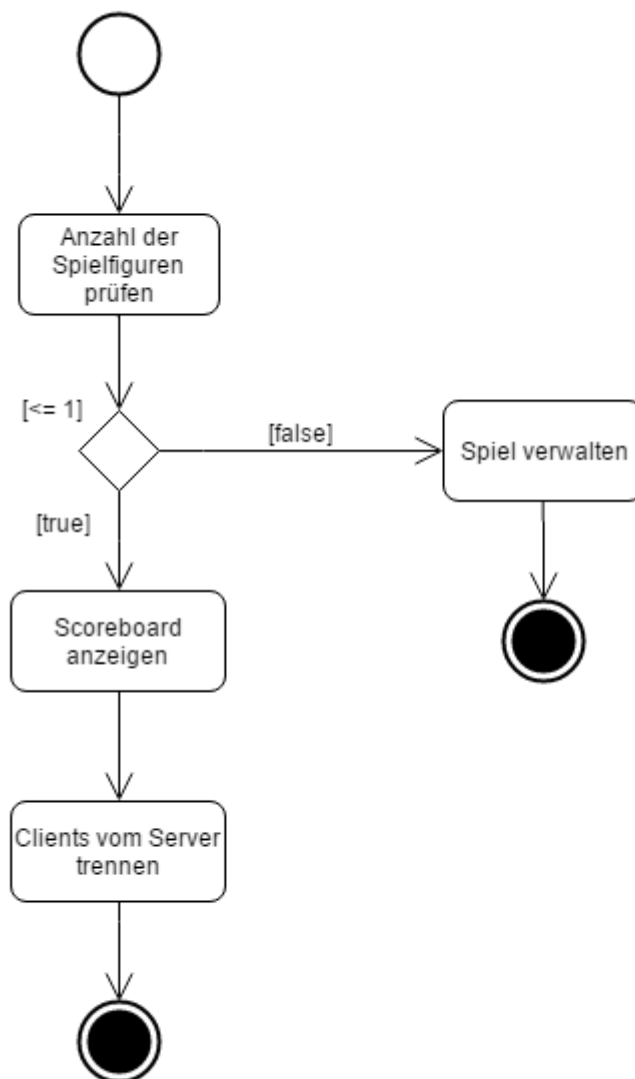 Anzahl der
Spielfiguren
prüfen
[<= 1]
[false]
Spiel verwalten
[true]
Scoreboard
anzeigen
Clients vom Server
trennen